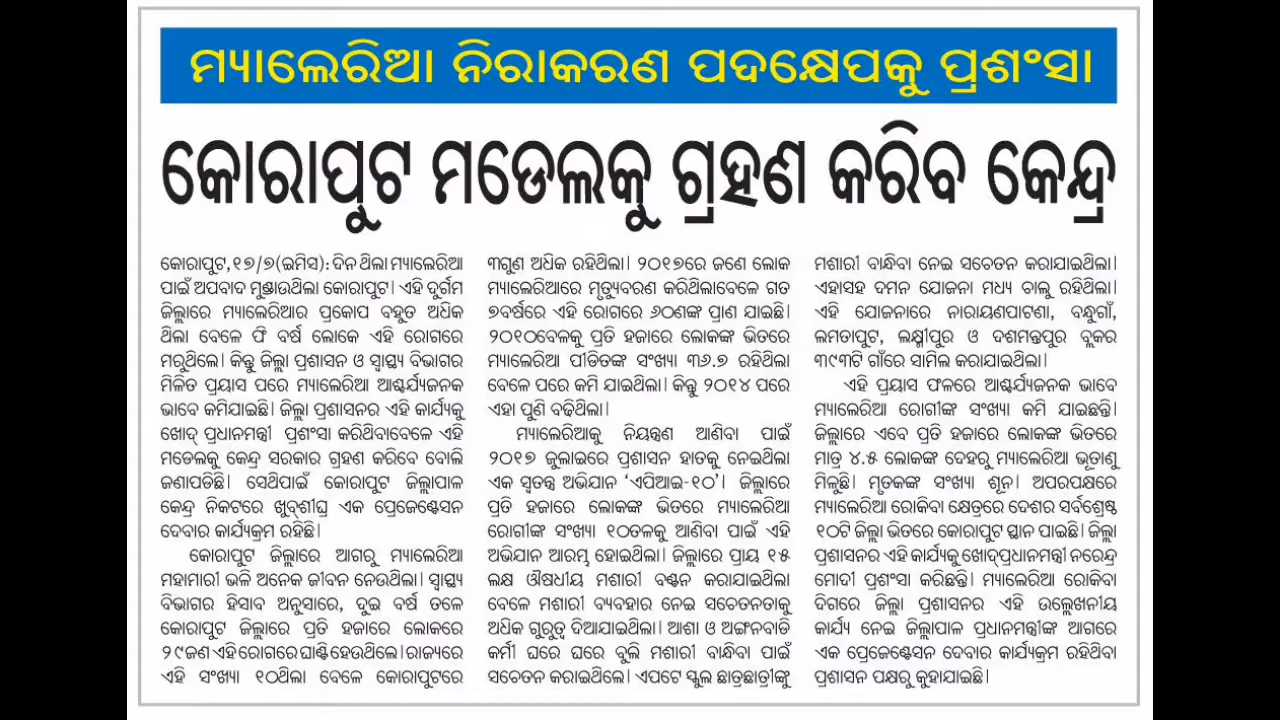 ମ୍ୟାଲେରିଆ ନିରାକରଣ ପଦକ୍ଷେପକୁ ପ୍ରଶଂସା
କୋରାପୁଟ ମଡେଲକୁ ଗ୍ରହଣ କରିବ କେନ୍ଦ୍ର
କୋରାପୁଟ,୧୭/୭(ଇମିସ): ଦିନ ଥିଲା ମ୍ୟାଲେରିଆ
ପାଇଁ ଅପବାଦ ମୁଣ୍ଡାଉଥିଲା କୋରାପୁଟ। ଏହି ଦୁର୍ଗମ
ଜିଲ୍ଲାରେ ମ୍ୟାଲେରିଆର ପ୍ରକୋପ ବହୁତ ଅଧିକ
ଥିଲା ବେଳେ ଫି ବର୍ଷ ଲୋକେ ଏହି ରୋଗରେ
ମରୁଥିଲେ। କିନ୍ତୁ ଜିଲ୍ଲା ପ୍ରଶାସନ ଓ ସ୍ୱାସ୍ଥ୍ୟ ବିଭାଗର
ମିଳିତ ପ୍ରୟାସ ପରେ ମ୍ୟାଲେରିଆ ଆଶ୍ଚର୍ଯ୍ୟଜନକ
ଭାବେ କମିଯାଇଛି। ଜିଲ୍ଲା ପ୍ରଶାସନର ଏହି କାର୍ଯ୍ୟକୁ
ଖୋଦ୍ ପ୍ରଧାନମନ୍ତ୍ରୀ ପ୍ରଶଂସା କରିଥିବାବେଳେ ଏହି
ମଡେଲକୁ କେନ୍ଦ୍ର ସରକାର ଗ୍ରହଣ କରିବେ ବୋଲି
ଜଣାପଡିଛି। ସେଥିପାଇଁ କୋରାପୁଟ ଜିଲ୍ଲାପାଳ
କେନ୍ଦ୍ର ନିକଟରେ ଖୁବ୍‌ଶୀଘ୍ର ଏକ ପ୍ରେଜେଣ୍ଟେସନ
ଦେବାର କାର୍ଯ୍ୟକ୍ରମ ରହିଛି।
କୋରାପୁଟ ଜିଲ୍ଲାରେ ଆଗରୁ ମ୍ୟାଲେରିଆ
ମହାମାରୀ ଭଳି ଅନେକ ଜୀବନ ନେଉଥିଲା। ସ୍ୱାସ୍ଥ୍ୟ
ବିଭାଗର ହିସାବ ଅନୁସାରେ, ଦୁଇ ବର୍ଷ ତଳେ
କୋରାପୁଟ ଜିଲ୍ଲାରେ ପ୍ରତି ହଜାରେ ଲୋକରେ
୨୯ଜଣ ଏହି ରୋଗରେ ଘାଣ୍ଟି ହେଉଥିଲେ। ରାଜ୍ୟରେ
ଏହି ସଂଖ୍ୟା ୧୦ଥିଲା ବେଳେ କୋରାପୁଟରେ
୩ଗୁଣ ଅଧିକ ରହିଥିଲା। ୨୦୧୭ରେ ଜଣେ ଲୋକ
ମ୍ୟାଲେରିଆରେ ମୃତ୍ୟୁବରଣ କରିଥିଲାବେଳେ ଗତ
୭ବର୍ଷରେ ଏହି ରୋଗରେ ୬୦ଣଙ୍କ ପ୍ରାଣ ଯାଇଛି।
୨୦୧୦ବେଳକୁ ପ୍ରତି ହଜାରେ ଲୋକଙ୍କ ଭିତରେ
ମ୍ୟାଲେରିଆ ପୀଡିତଙ୍କ ସଂଖ୍ୟା ୩୬.୭ ରହିଥିଲା
ବେଳେ ପରେ କମି ଯାଇଥିଲା। କିନ୍ତୁ ୨୦୧୪ ପରେ
ଏହା ପୁଣି ବଢିଥିଲା।
ମ୍ୟାଲେରିଆକୁ ନିୟନ୍ତ୍ରଣ ଆଣିବା ପାଇଁ
୨୦୧୭ ଜୁଲାଇରେ ପ୍ରଶାସନ ହାତକୁ ନେଇଥିଲା
ଏକ ସ୍ୱତନ୍ତ୍ର ଅଭିଯାନ ‘ଏପିଆଇ-୧୦’। ଜିଲ୍ଲାରେ
ପ୍ରତି ହଜାରେ ଲୋକଙ୍କ ଭିତରେ ମ୍ୟାଲେରିଆ
ରୋଗୀଙ୍କ ସଂଖ୍ୟା ୧୦ତଳକୁ ଆଣିବା ପାଇଁ ଏହି
ଅଭିଯାନ ଆରମ୍ଭ ହୋଇଥିଲା। ଜିଲ୍ଲାରେ ପ୍ରାୟ ୧୫
ଲକ୍ଷ ଔଷଧୀୟ ମଶାରୀ ବଣ୍ଟନ କରାଯାଇଥିଲା
ବେଳେ ମଶାରୀ ବ୍ୟବହାର ନେଇ ସଚେତନତାକୁ
ଅଧିକ ଗୁରୁତ୍ୱ ଦିଆଯାଇଥିଲା। ଆଶା ଓ ଅଙ୍ଗନବାଡି
କର୍ମୀ ଘରେ ଘରେ ବୁଲି ମଶାରୀ ବାନ୍ଧିବା ପାଇଁ
ସଚେତନ କରାଇଥିଲେ। ଏପଟେ ସ୍କୁଲ ଛାତ୍ରଛାତ୍ରୀଙ୍କୁ
ମଶାରୀ ବାନ୍ଧିବା ନେଇ ସଚେତନ କରାଯାଇଥିଲା।
ଏହାସହ ଦମନ ଯୋଜନା ମଧ୍ୟ ଚାଲୁ ରହିଥିଲା।
ଏହି ଯୋଜନାରେ ନାରାୟଣପାଟଣା, ବନ୍ଧୁଗାଁ,
ଲମତାପୁଟ, ଲକ୍ଷ୍ମୀପୁର ଓ ଦଶମନ୍ତପୁର ବ୍ଲକର
୩୯୩ଟି ଗାଁରେ ସାମିଲ କରାଯାଇଥିଲା।
ଏହି ପ୍ରୟାସ ଫଳରେ ଆଶ୍ଚର୍ଯ୍ୟଜନକ ଭାବେ
ମ୍ୟାଲେରିଆ ରୋଗୀଙ୍କ ସଂଖ୍ୟା କମି ଯାଇଛନ୍ତି।
ଜିଲ୍ଲାରେ ଏବେ ପ୍ରତି ହଜାରେ ଲୋକଙ୍କ ଭିତରେ
ମାତ୍ର ୪.୫ ଲୋକଙ୍କ ଦେହରୁ ମ୍ୟାଲେରିଆ ଭୂତାଣୁ
ମିଳୁଛି। ମୃତକଙ୍କ ସଂଖ୍ୟା ଶୂନ। ଅପରପକ୍ଷରେ
ମ୍ୟାଲେରିଆ ରୋକିବା କ୍ଷେତ୍ରରେ ଦେଶର ସର୍ବଶ୍ରେଷ୍ଠ
୧୦ଟି ଜିଲ୍ଲା ଭିତରେ କୋରାପୁଟ ସ୍ଥାନ ପାଇଛି। ଜିଲ୍ଲା
ପ୍ରଶାସନର ଏହି କାର୍ଯ୍ୟକୁ ଖୋଦ୍‌ପ୍ରଧାନମନ୍ତ୍ରୀ ନରେନ୍ଦ୍ର
ମୋଦୀ ପ୍ରଶଂସା କରିଛନ୍ତି। ମ୍ୟାଲେରିଆ ରୋକିବା
ଦିଗରେ ଜିଲ୍ଲା ପ୍ରଶାସନର ଏହି ଉଲ୍ଲେଖନୀୟ
କାର୍ଯ୍ୟ ନେଇ ଜିଲ୍ଲାପାଳ ପ୍ରଧାନମନ୍ତ୍ରୀଙ୍କ ଆଗରେ
ଏକ ପ୍ରେଜେଣ୍ଟେସନ ଦେବାର କାର୍ଯ୍ୟକ୍ରମ ରହିଥିବା
ପ୍ରଶାସନ ପକ୍ଷରୁ କୁହାଯାଇଛି।